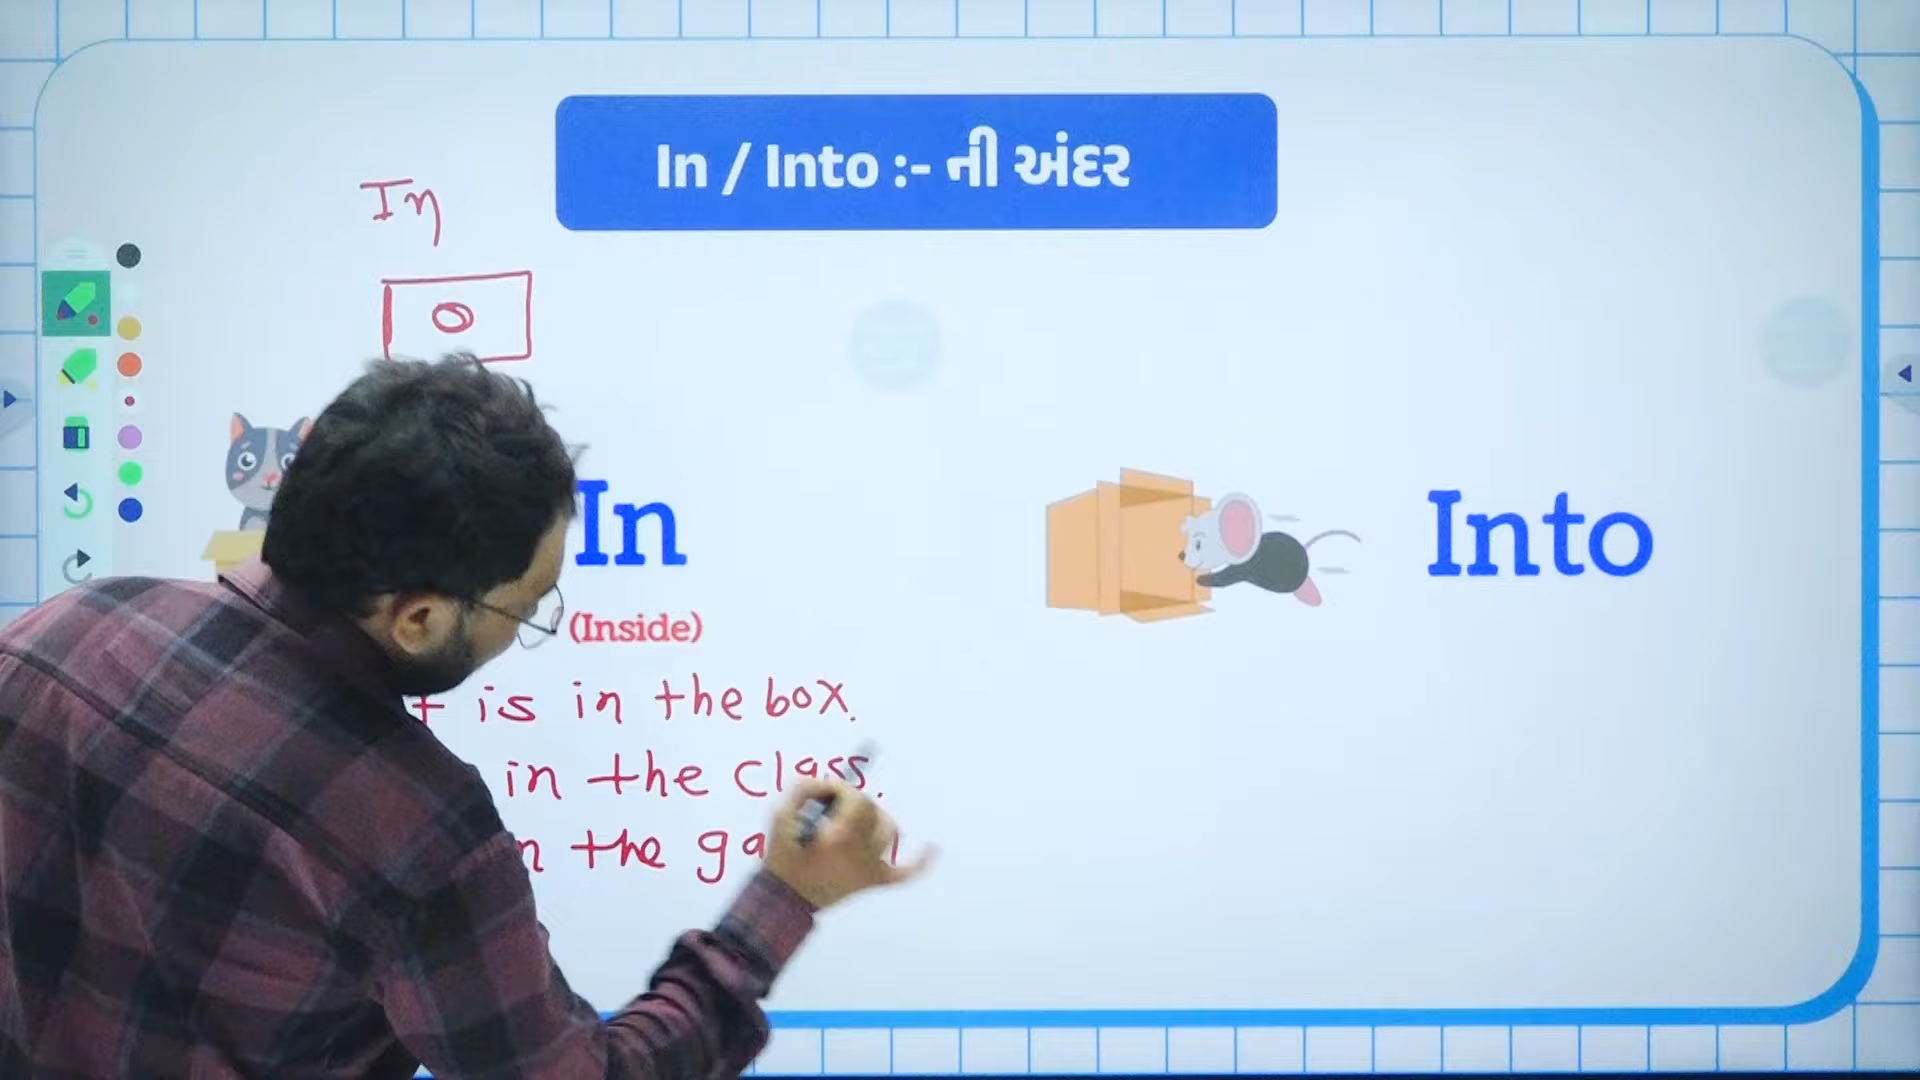 In / Into :- ની અંદર
In
In
Into
(Inside)
is in the box.
in the class.
the